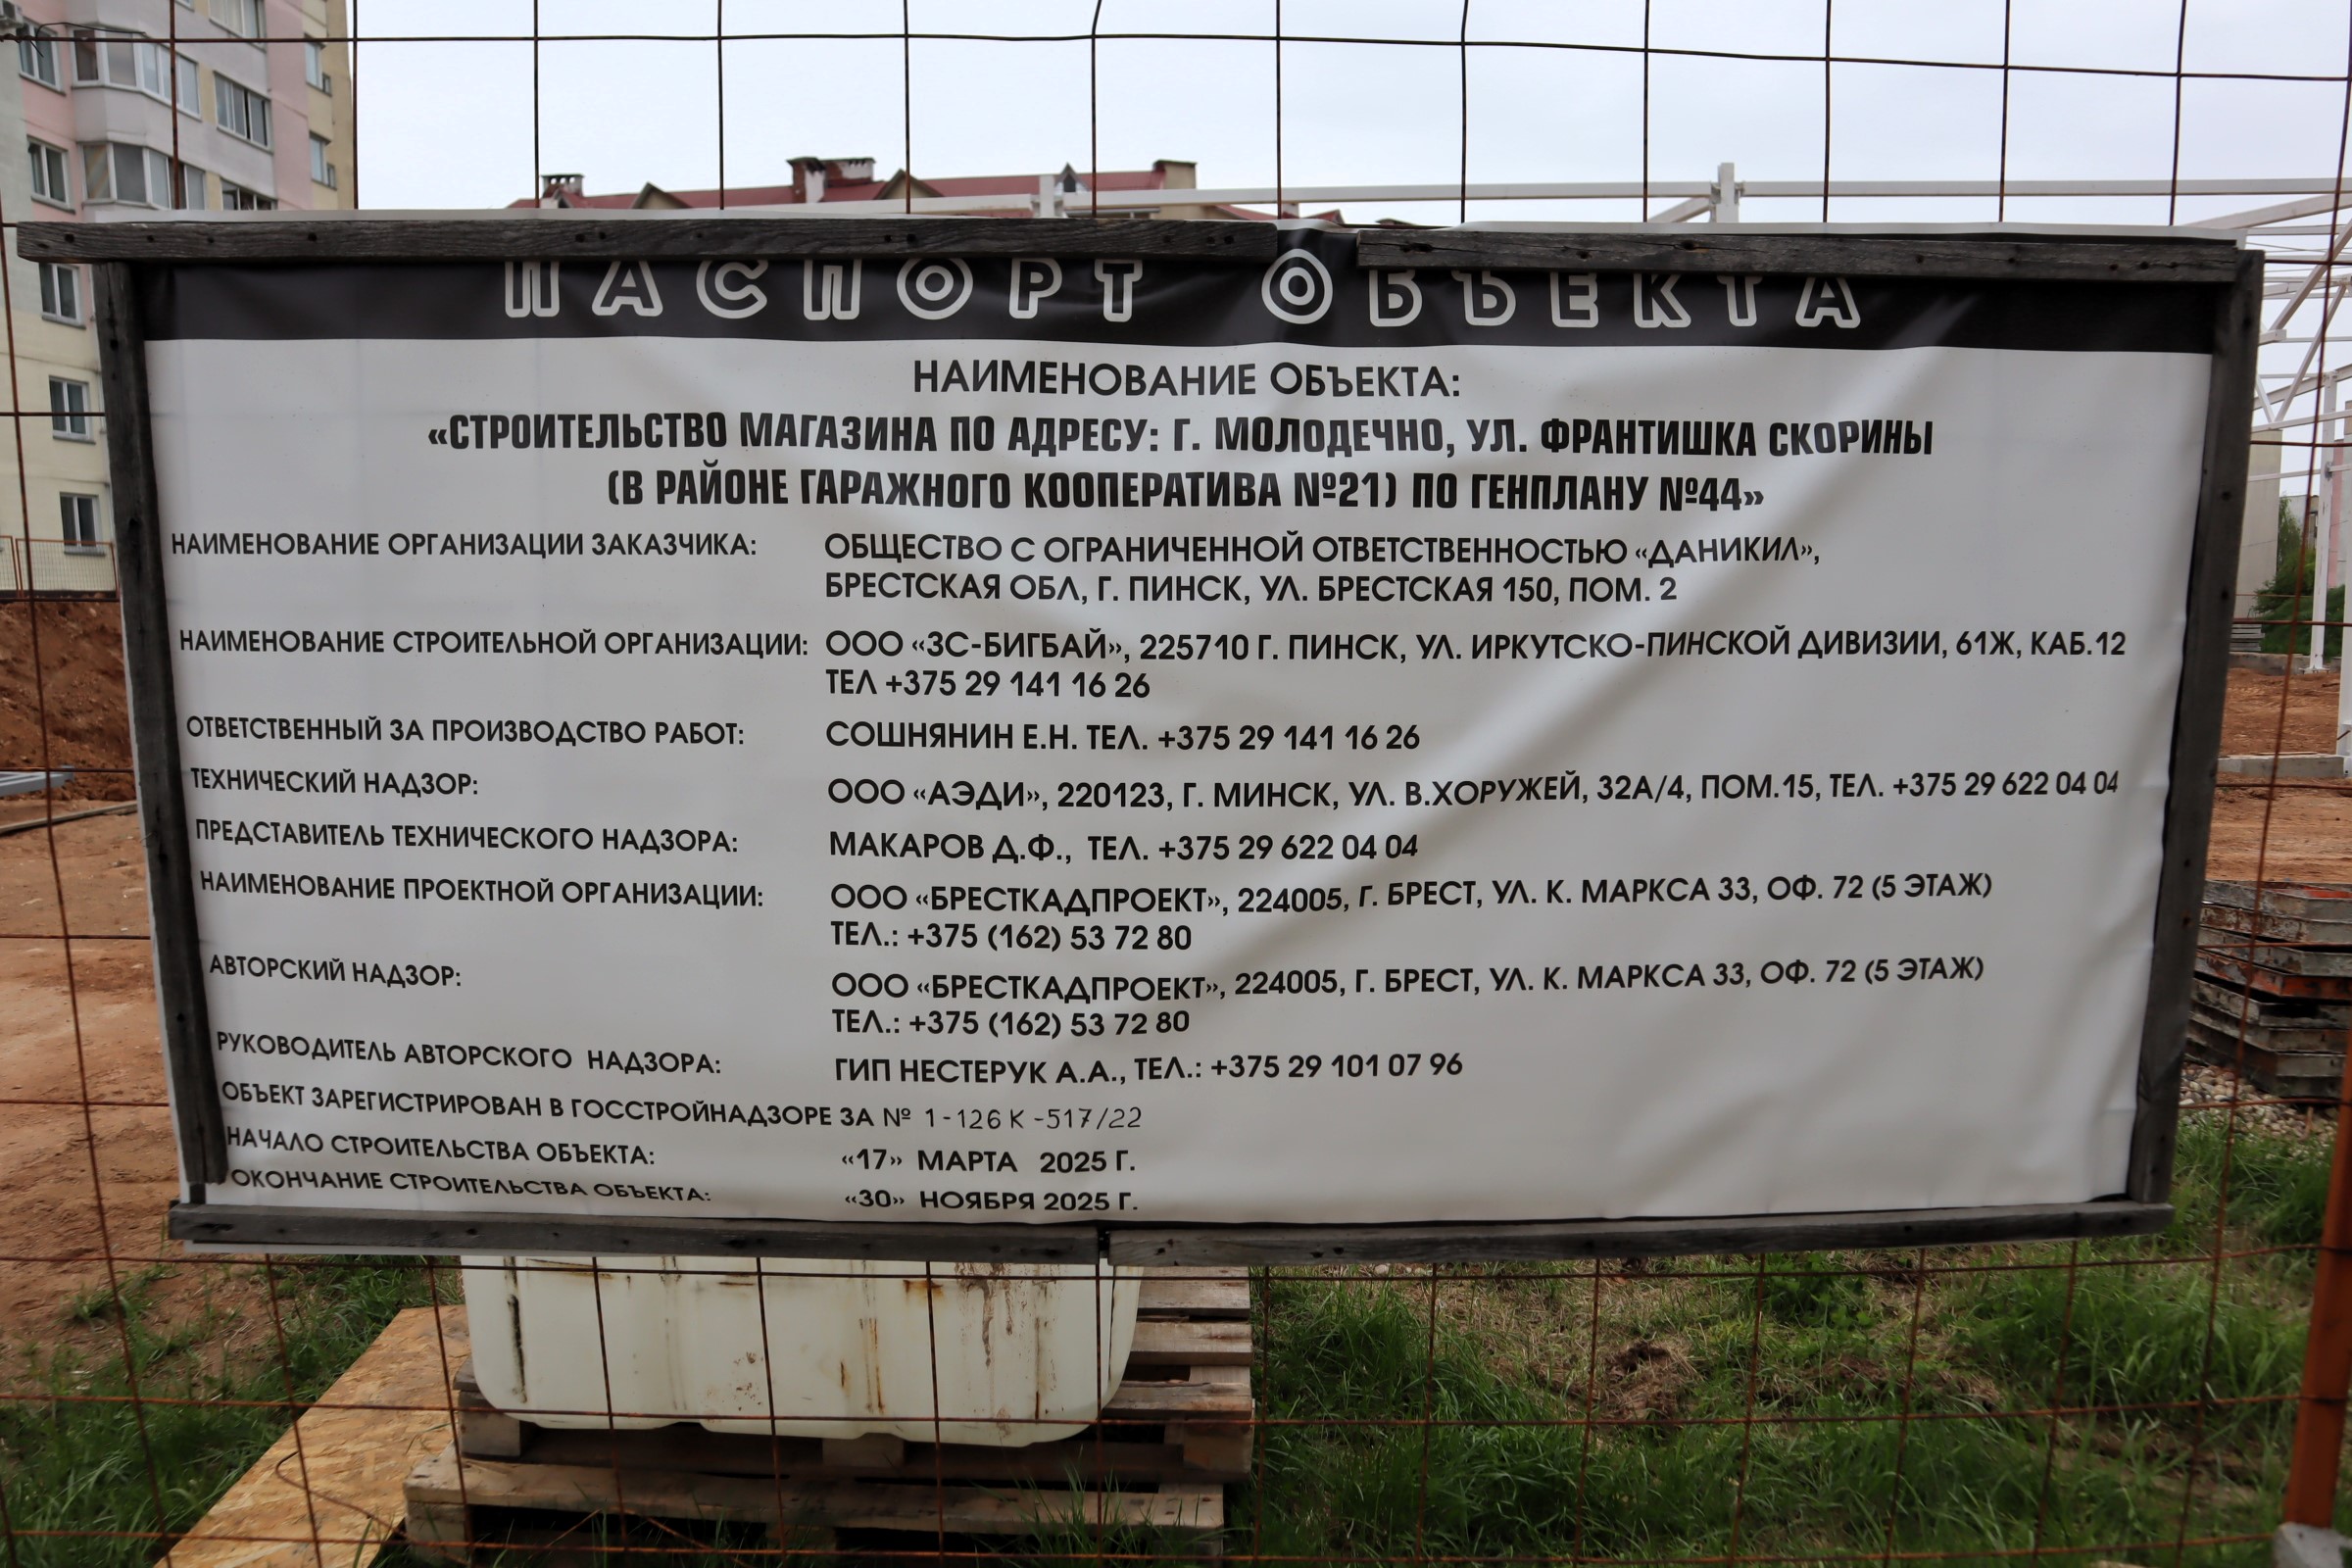 ПАСПОРТ ОБЪЕКТА
НАИМЕНОВАНИЕ ОБЪЕКТА:
«СТРОИТЕЛЬСТВО МАГАЗИНА ПО АДРЕСУ: Г. МОЛОДЕЧНО, УЛ. ФРАНТИШКА СКОРИНЫ
(В РАЙОНЕ ГАРАЖНОГО КООПЕРАТИВА №21) ПО ГЕНПЛАНУ №44»
НАИМЕНОВАНИЕ ОРГАНИЗАЦИИ ЗАКАЗЧИКА: ОБЩЕСТВО С ОГРАНИЧЕННОЙ ОТВЕТСТВЕННОСТЬЮ «ДАНИКИЛ»,
БРЕСТСКАЯ ОБЛ, Г. ПИНСК, УЛ. БРЕСТСКАЯ 150, ПОМ. 2
НАИМЕНОВАНИЕ СТРОИТЕЛЬНОЙ ОРГАНИЗАЦИИ: ООО «ЗС-БИГБАЙ», 225710 Г. ПИНСК, УЛ. ИРКУТСКО-ПИНСКОЙ ДИВИЗИИ, 61Ж, КАБ.12
ТЕЛ +375 29 141 16 26
ОТВЕТСТВЕННЫЙ ЗА ПРОИЗВОДСТВО РАБОТ: СОШНЯНИН Е.Н. ТЕЛ. +375 29 141 16 26
ТЕХНИЧЕСКИЙ НАДЗОР: ООО «АЭДИ», 220123, Г. МИНСК, УЛ. В.ХОРУЖЕЙ, 32А/4, ПОМ.15, ТЕЛ. +375 29 622 04 04
ПРЕДСТАВИТЕЛЬ ТЕХНИЧЕСКОГО НАДЗОРА: МАКАРОВ Д.Ф., ТЕЛ. +375 29 622 04 04
НАИМЕНОВАНИЕ ПРОЕКТНОЙ ОРГАНИЗАЦИИ: ООО «БРЕСТКАДПРОЕКТ», 224005, Г. БРЕСТ, УЛ. К. МАРКСА 33, ОФ. 72 (5 ЭТАЖ)
ТЕЛ.: +375 (162) 53 72 80
АВТОРСКИЙ НАДЗОР: ООО «БРЕСТКАДПРОЕКТ», 224005, Г. БРЕСТ, УЛ. К. МАРКСА 33, ОФ. 72 (5 ЭТАЖ)
ТЕЛ.: +375 (162) 53 72 80
РУКОВОДИТЕЛЬ АВТОРСКОГО НАДЗОРА: ГИП НЕСТЕРУК А.А., ТЕЛ.: +375 29 101 07 96
ОБЪЕКТ ЗАРЕГИСТРИРОВАН В ГОССТРОЙНАДЗОРЕ ЗА № 1-126 К-517/22
НАЧАЛО СТРОИТЕЛЬСТВА ОБЪЕКТА: «17» МАРТА 2025 Г.
ОКОНЧАНИЕ СТРОИТЕЛЬСТВА ОБЪЕКТА: «30» НОЯБРЯ 2025 Г.